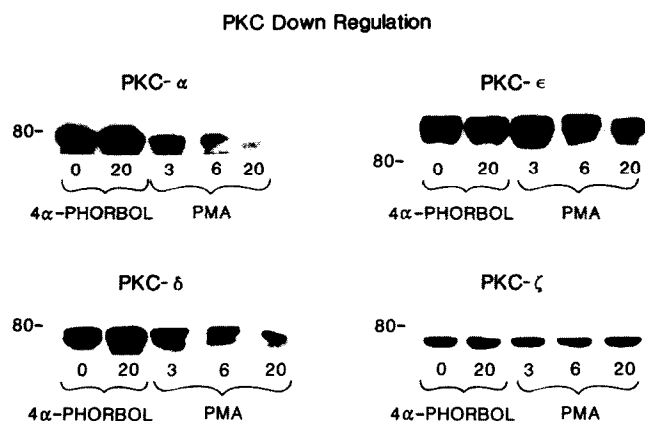 PKC Down Regulation
PKC- α
80-
0 20 3 6 20
4α-PHORBOL PMA
PKC- ϵ
80-
0 20 3 6 20
4α-PHORBOL PMA
PKC- δ
80-
0 20 3 6 20
4α-PHORBOL PMA
PKC- ζ
80-
0 20 3 6 20
4α-PHORBOL PMA